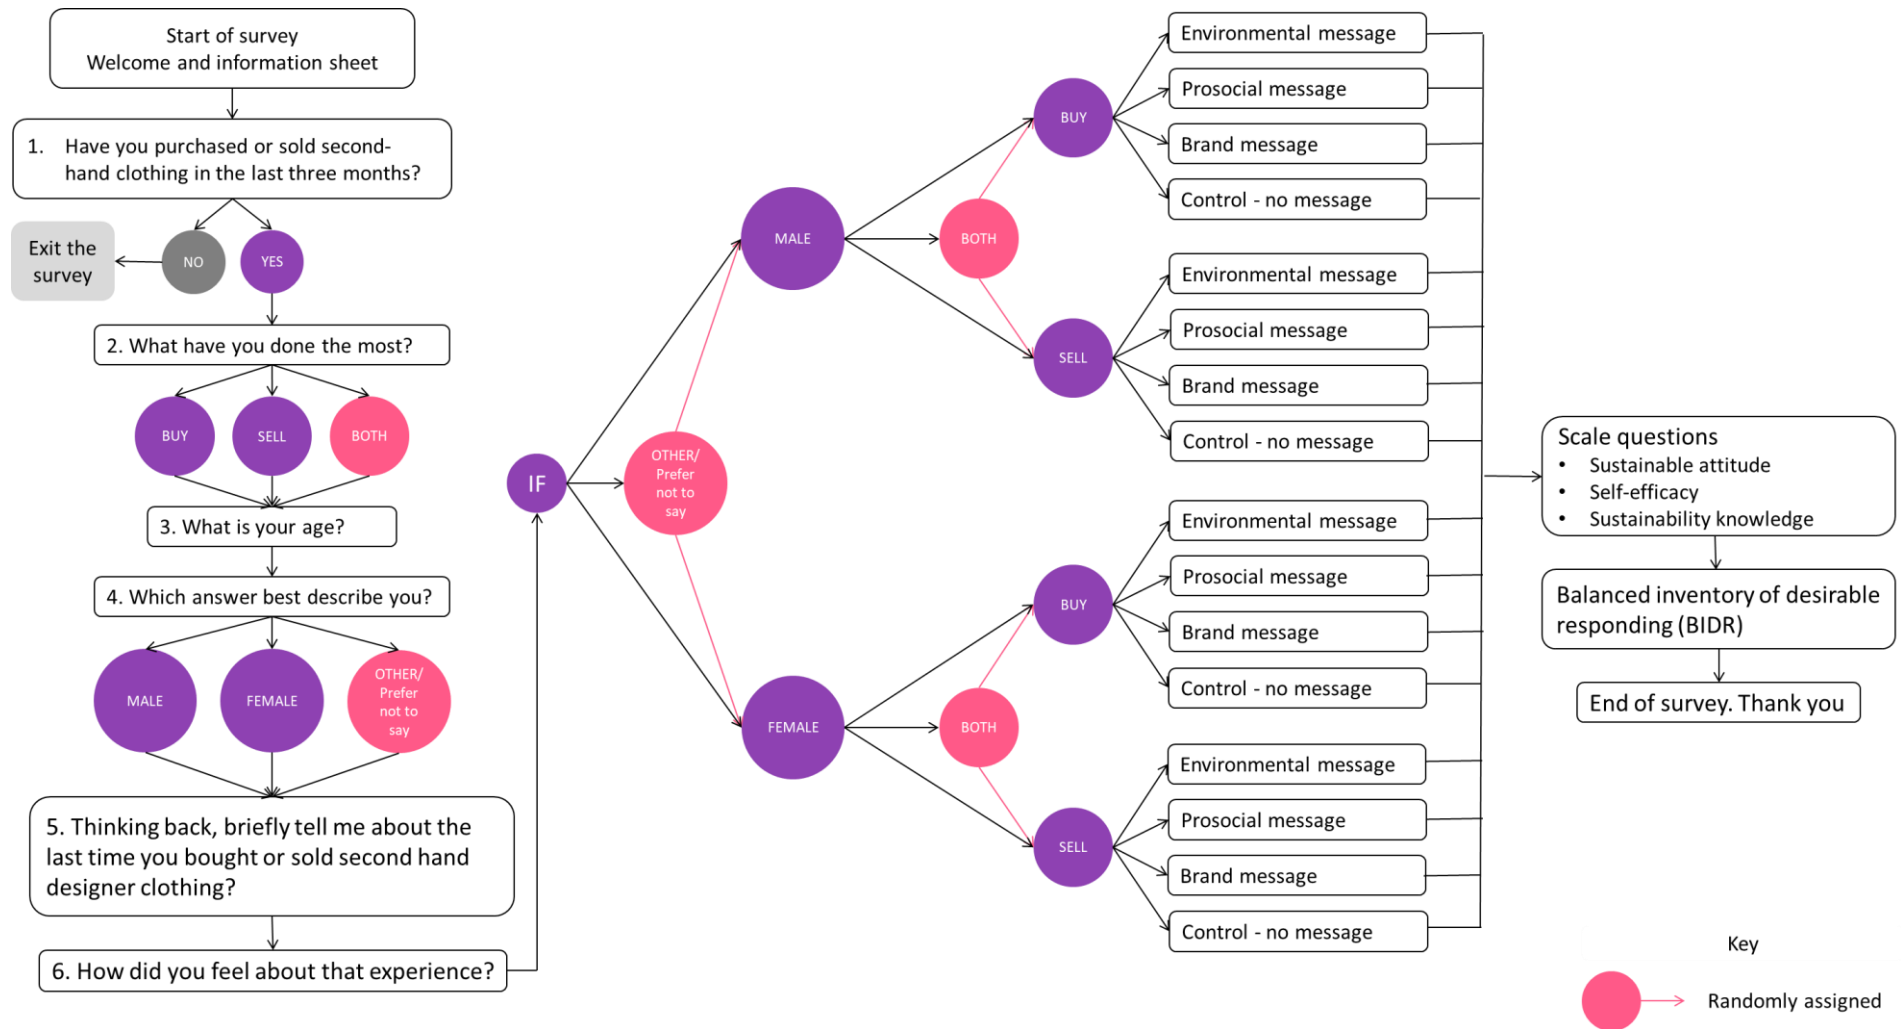 Start of survey
Welcome and information sheet
1. Have you purchased or sold second-
hand clothing in the last three months?
Exit the
survey
NO
YES
2. What have you done the most?
BUY
SELL
BOTH
3. What is your age?
4. Which answer best describe you?
MALE
FEMALE
OTHER/
Prefer
not to
say
5. Thinking back, briefly tell me about the
last time you bought or sold second hand
designer clothing?
6. How did you feel about that experience?
IF
OTHER/
Prefer
not to
say
MALE
BOTH
BUY
Environmental message
Prosocial message
Brand message
Control - no message
SELL
Environmental message
Prosocial message
Brand message
Control - no message
FEMALE
BOTH
BUY
Environmental message
Prosocial message
Brand message
Control - no message
SELL
Environmental message
Prosocial message
Brand message
Control - no message
Scale questions
• Sustainable attitude
• Self-efficacy
• Sustainability knowledge
Balanced inventory of desirable
responding (BIDR)
End of survey. Thank you
Key
Randomly assigned